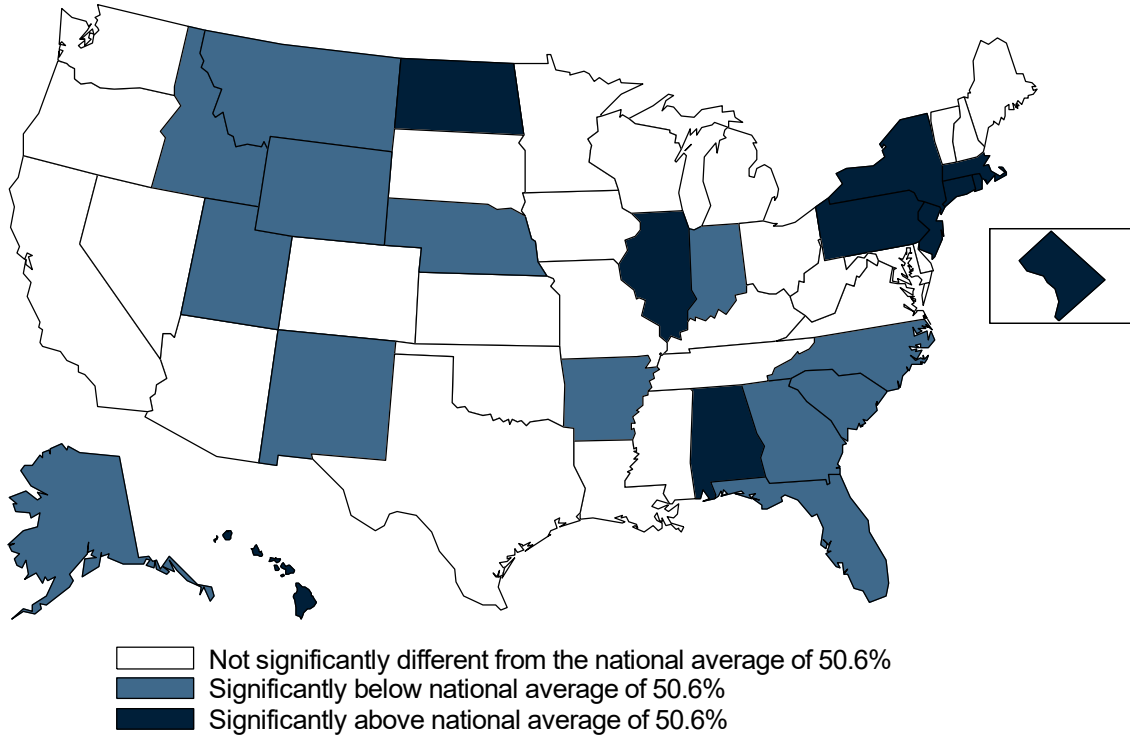 Not significantly different from the national average of 50.6%
Significantly below national average of 50.6%
Significantly above national average of 50.6%